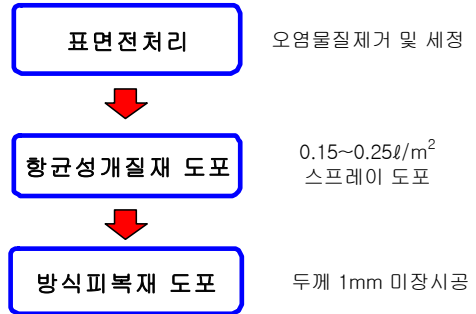 표면전처리
오염물질제거 및 세정
항균성개질재 도포
0.15~0.25ℓ/m²
스프레이 도포
방식피복재 도포
두께 1mm 미장시공